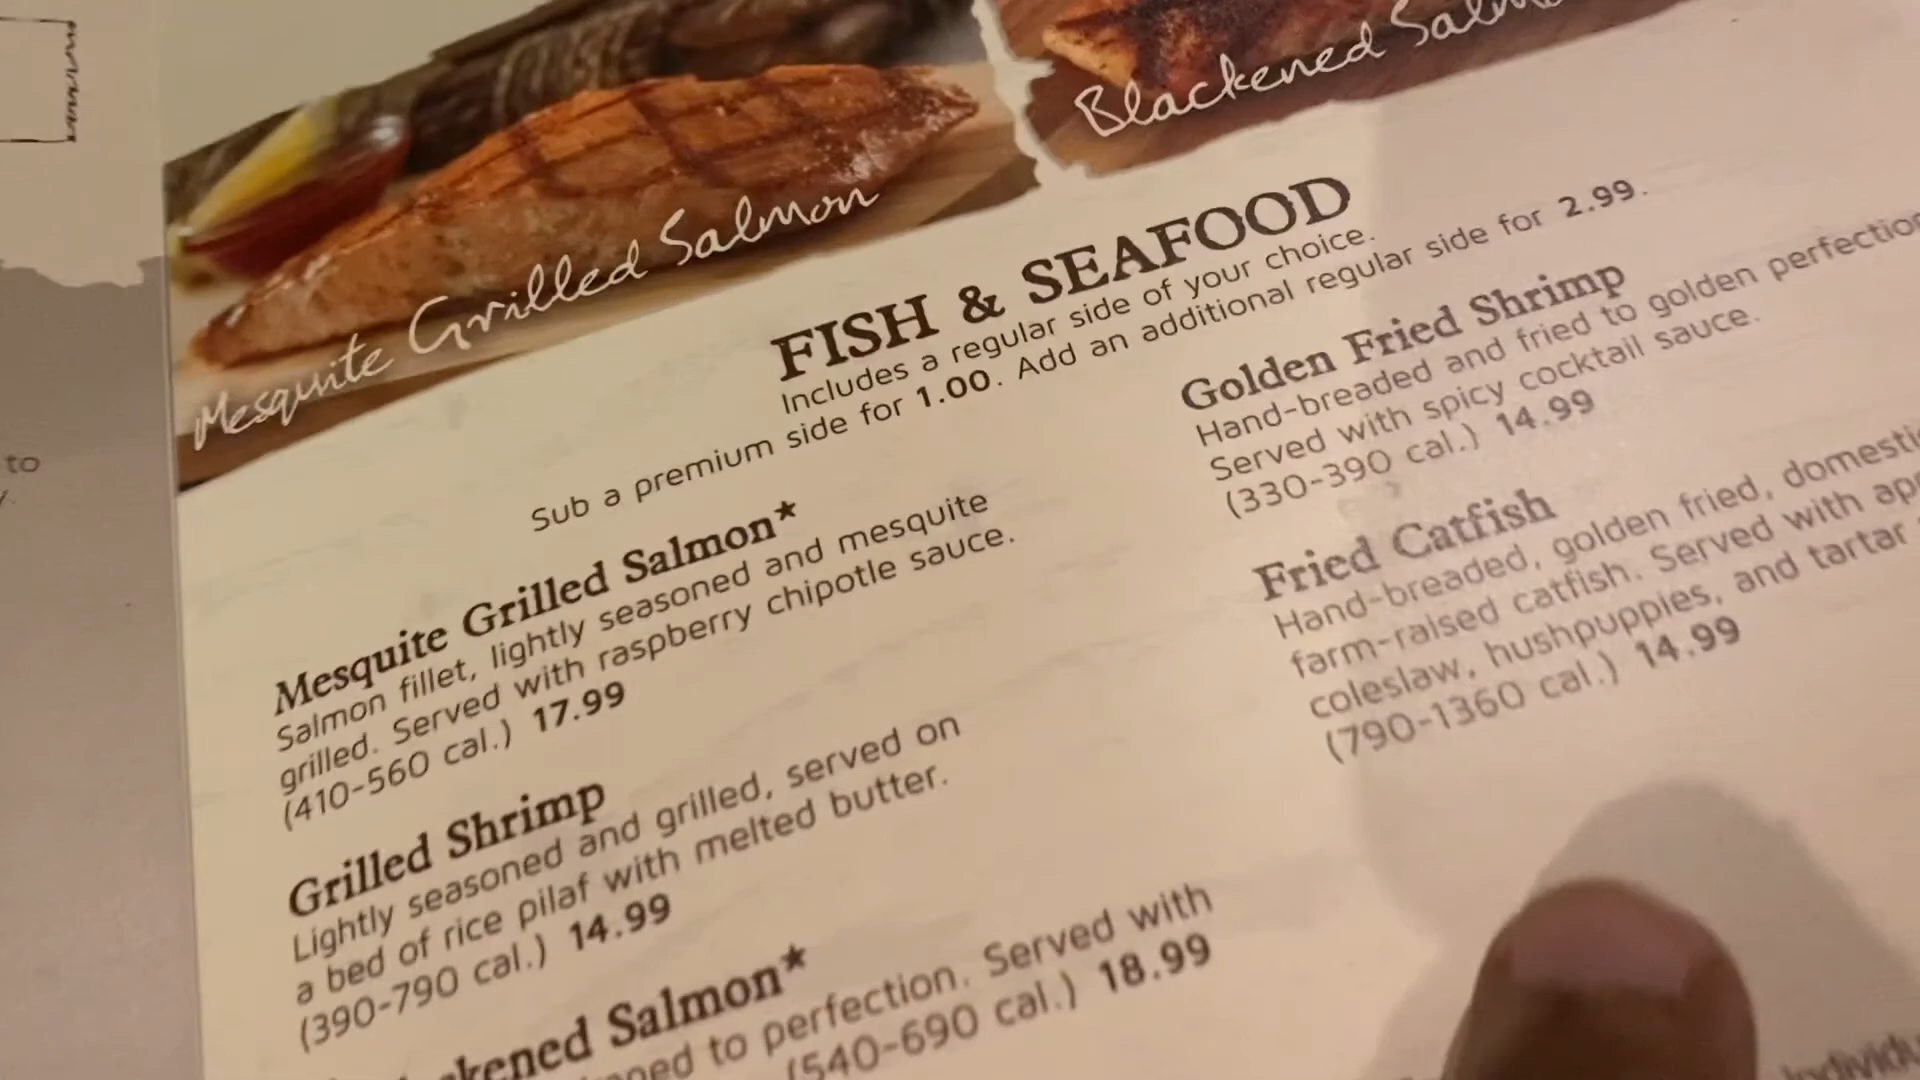 to
Mesquite Grilled Salmon
Blackened
FISH & SEAFOOD
Includes a regular side of your choice.
Sub a premium side for 1.00. Add an additional regular side for 2.99.
Mesquite Grilled Salmon*
Salmon fillet, lightly seasoned and mesquite
grilled. Served with raspberry chipotle sauce.
(410-560 cal.) 17.99
Grilled Shrimp
Lightly seasoned and grilled, served on
a bed of rice pilaf with melted butter.
(390-790 cal.) 14.99
Salmon*
to perfection. Served with
(540-690 cal.) 18.99
Golden Fried Shrimp
Hand-breaded and fried to golden perfection
Served with spicy cocktail sauce.
(330-390 cal.) 14.99
Fried Catfish
Hand-breaded, golden fried, domestic
farm-raised catfish. Served with
coleslaw, hushpuppies, and tartar
(790-1360 cal.) 14.99